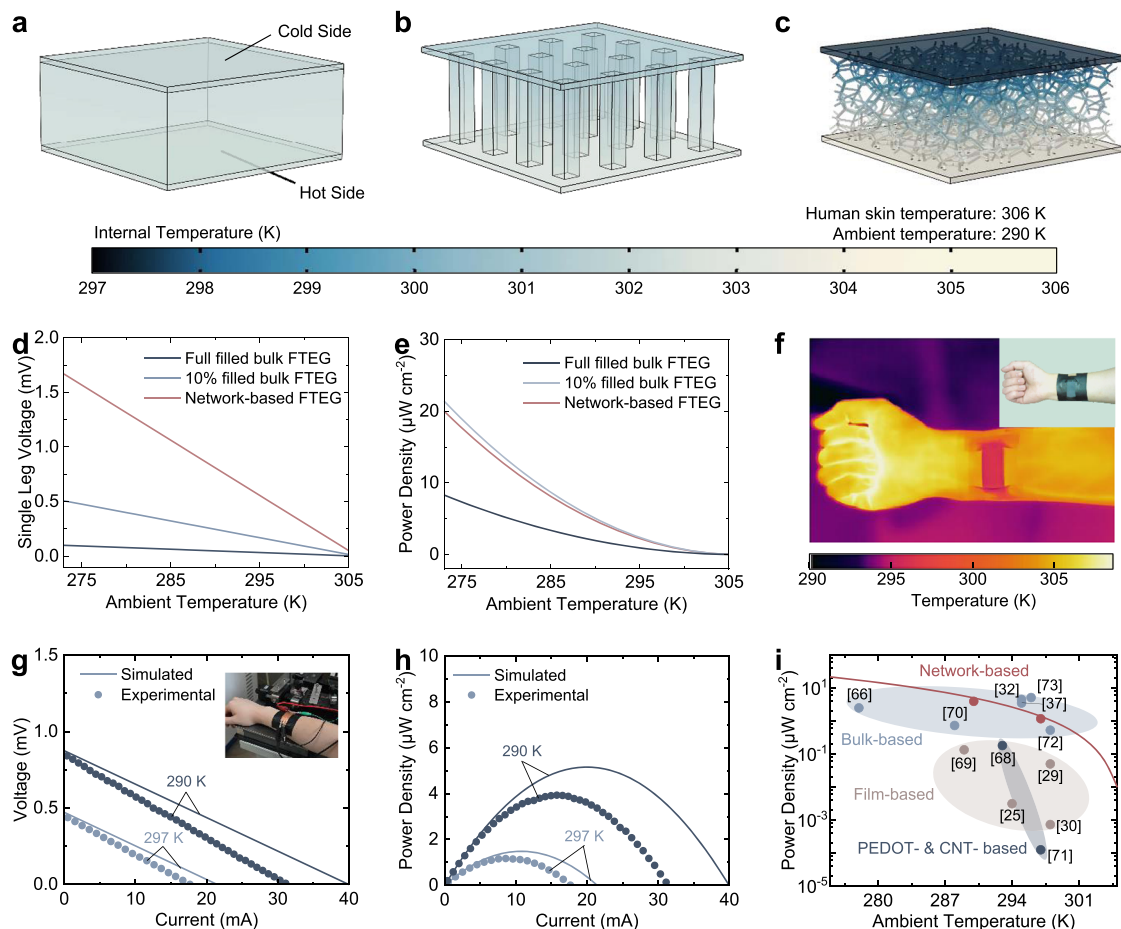 a
Cold Side
Hot Side
b
c
Human skin temperature: 306 K
Internal Temperature (K)
Ambient temperature: 290 K
297 298 299 300 301 302 303 304 305 306
d
2.0
1.5
1.0
0.5
0.0
Single Leg Voltage (mV)
Full filled bulk FTEG
10% filled bulk FTEG
Network-based FTEG
275 285 295 305
Ambient Temperature (K)
e
30
20
10
0
Power Density (µW cm⁻²)
Full filled bulk FTEG
10% filled bulk FTEG
Network-based FTEG
275 285 295 305
Ambient Temperature (K)
f
290 295 300 305
Temperature (K)
g
1.5
1.0
0.5
0.0
Voltage (mV)
Simulated
Experimental
290 K
297 K
0 10 20 30 40
Current (mA)
h
10
8
6
4
2
0
Power Density (µW cm⁻²)
Simulated
Experimental
290 K
297 K
0 10 20 30 40
Current (mA)
i
10¹
10⁻¹
10⁻³
10⁻⁵
Power Density (µW cm⁻²)
Network-based
[66]
[32]
[73]
[37]
[70]
Bulk-based
[72]
[69]
[68]
[29]
Film-based
[25]
[30]
PEDOT- & CNT- based
[71]
280 287 294 301
Ambient Temperature (K)